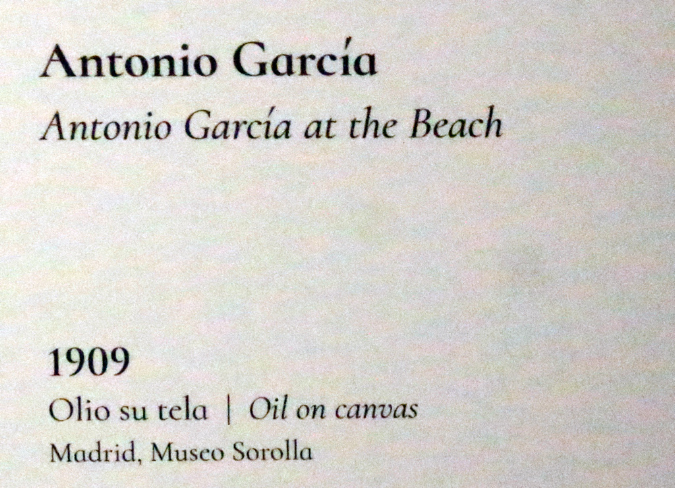 Antonio García
Antonio García at the Beach
1909
Olio su tela | Oil on canvas
Madrid, Museo Sorolla